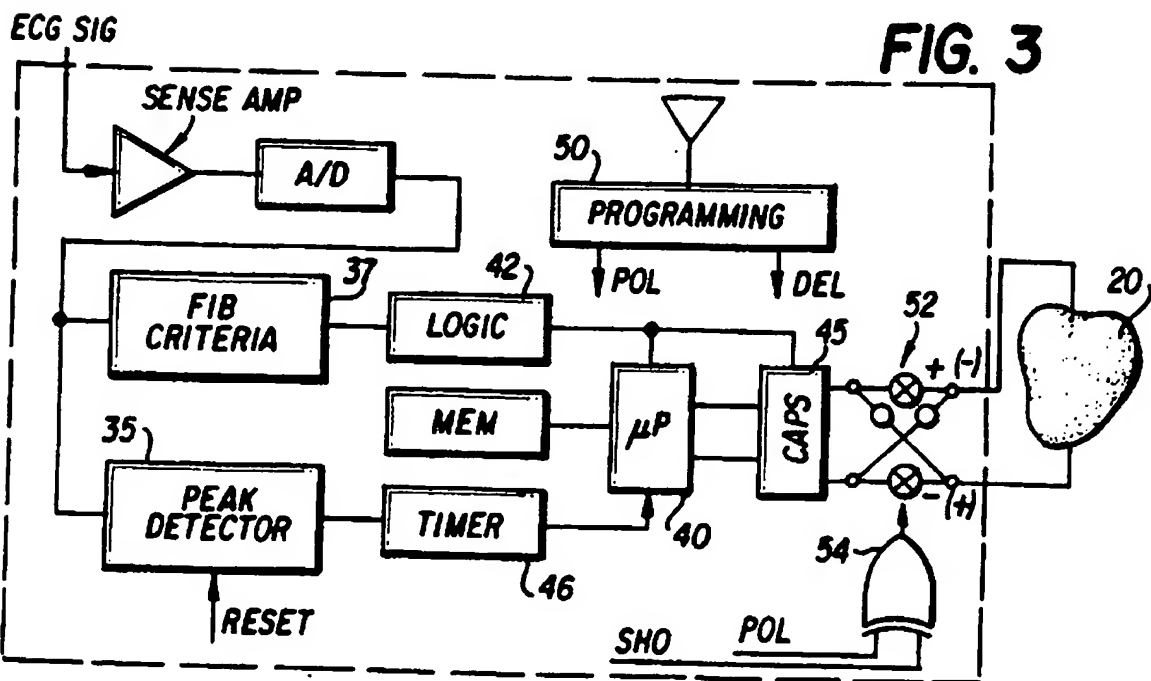 ECG SIG
FIG. 3
SENSE AMP
A/D
50
PROGRAMMING
POL
DEL
37
FIB
CRITERIA
42
LOGIC
45
CAPS
52
+ (-)
- (+)
20
MEM
μP
40
35
PEAK
DETECTOR
TIMER
46
RESET
54
SHO
POL